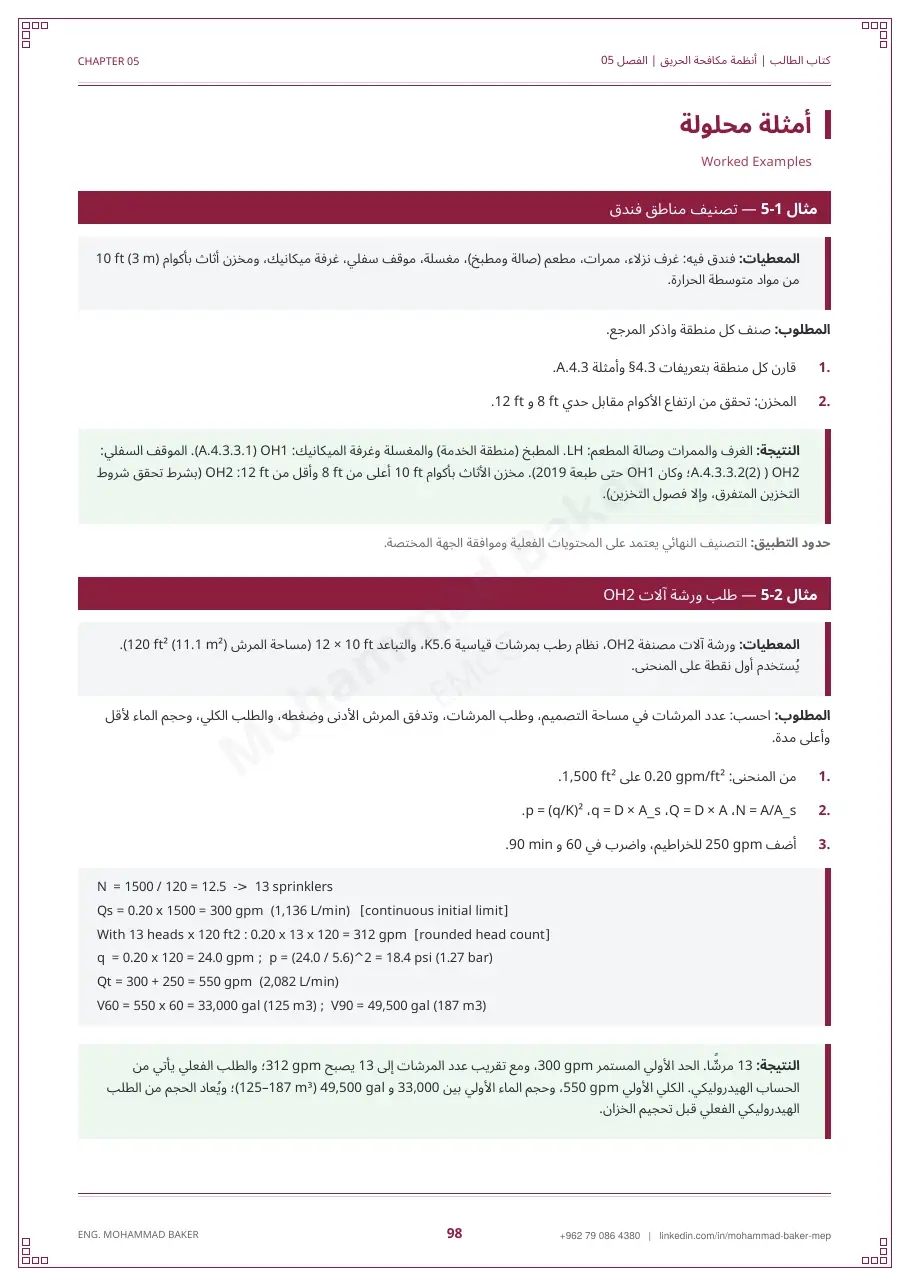 كتاب الطالب | أنظمة مكافحة الحريق | الفصل 05
CHAPTER 05
أمثلة محلولة
Worked Examples
مثال 1-5 — تصنيف مناطق فندق
المعطيات: فندق فيه: غرف نزلاء، ممرات، مطعم (صالة ومطبخ)، مغسلة، موقف سفلي، غرفة ميكانيك، ومخزن أثاث بأكوام 10 ft (3 m)
من مواد متوسطة الحرارة.
المطلوب: صنف كل منطقة واذكر المرجع.
1. قارن كل منطقة بتعريفات §4.3 وأمثلة A.4.3.
2. المخزن: تحقق من ارتفاع الأكوام مقابل حدي 8 ft و 12 ft.
النتيجة: الغرف والممرات وصالة المطعم: LH. المطبخ (منطقة الخدمة) والمغسلة وغرفة الميكانيك: OH1 (A.4.3.3.1). الموقف السفلي:
OH2 ( A.4.3.3.2(2)؛ وكان OH1 حتى طبعة 2019). مخزن الأثاث بأكوام 10 ft أعلى من 8 ft وأقل من 12 ft: OH2 (بشرط تحقق شروط
التخزين المتفرق، وإلا فصول التخزين).
حدود التطبيق: التصنيف النهائي يعتمد على المحتويات الفعلية وموافقة الجهة المختصة.
مثال 2-5 — طلب ورشة آلات OH2
المعطيات: ورشة آلات مصنفة OH2، نظام رطب بمرشات قياسية K5.6، والتباعد 12 × 10 ft (مساحة المرش 120 ft² (11.1 m²).
يُستخدم أول نقطة على المنحنى.
المطلوب: احسب: عدد المرشات في مساحة التصميم، وطلب المرشات، وتدفق المرش الأدنى وضغطه، والطلب الكلي، وحجم الماء لأقل
وأعلى مدة.
1. من المنحنى: 0.20 gpm/ft² على 1,500 ft².
2. N = A/A_s، Q = D × A، q = D × A_s، p = (q/K)².
3. أضف 250 gpm للخراطيم، واضرب في 60 و 90 min.
N = 1500 / 120 = 12.5 -> 13 sprinklers
Qs = 0.20 x 1500 = 300 gpm (1,136 L/min) [continuous initial limit]
With 13 heads x 120 ft2 : 0.20 x 13 x 120 = 312 gpm [rounded head count]
q = 0.20 x 120 = 24.0 gpm ; p = (24.0 / 5.6)^2 = 18.4 psi (1.27 bar)
Qt = 300 + 250 = 550 gpm (2,082 L/min)
V60 = 550 x 60 = 33,000 gal (125 m3) ; V90 = 49,500 gal (187 m3)
النتيجة: 13 مرشًّا. الحد الأولي المستمر 300 gpm، ومع تقريب عدد المرشات إلى 13 يصبح 312 gpm؛ والطلب الفعلي يأتي من
الحساب الهيدروليكي. الكلي الأولي 550 gpm، وحجم الماء الأولي بين 33,000 و 49,500 gal (125–187 m³)؛ ويُعاد الحجم من الطلب
الهيدروليكي الفعلي قبل تحجيم الخزان.
Mohammad Baker
EMCC
ENG. MOHAMMAD BAKER
98
+962 79 086 4380 | linkedin.com/in/mohammad-baker-mep